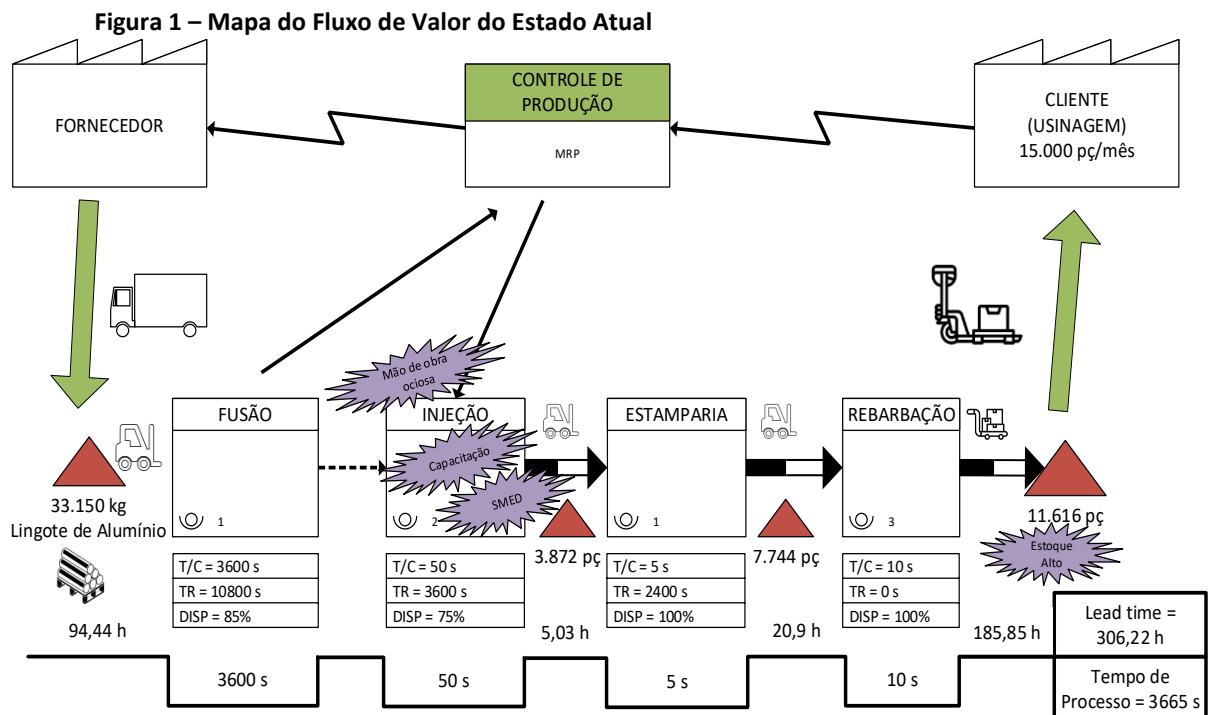 Figura 1 – Mapa do Fluxo de Valor do Estado Atual
FORNECEDOR
CONTROLE DE
PRODUÇÃO
MRP
CLIENTE
(USINAGEM)
15.000 pç/mês
Mão de obra
ociosa
FUSÃO
1
INJEÇÃO
Capacitação
SMED
2
ESTAMPARIA
1
REBARBAÇÃO
3
33.150 kg
Lingote de Alumínio
3.872 pç
7.744 pç
11.616 pç
Estoque
Alto
T/C = 3600 s
TR = 10800 s
DISP = 85%
T/C = 50 s
TR = 3600 s
DISP = 75%
T/C = 5 s
TR = 2400 s
DISP = 100%
T/C = 10 s
TR = 0 s
DISP = 100%
94,44 h
5,03 h
20,9 h
185,85 h
Lead time =
306,22 h
3600 s
50 s
5 s
10 s
Tempo de
Processo = 3665 s